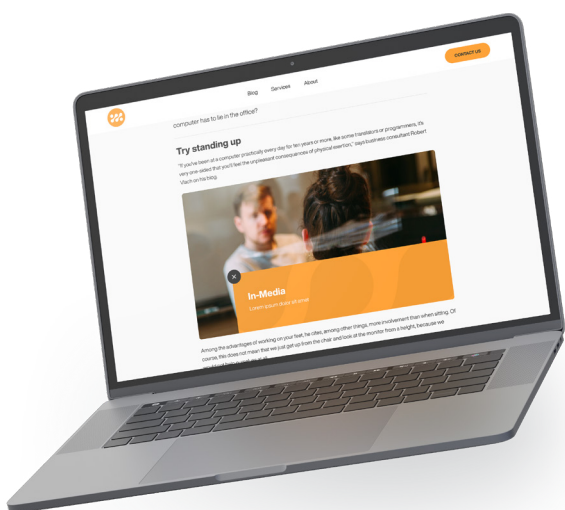 CONTACT US
Blog Services About
computer has to lie in the office?
Try standing up
"If you've been at a computer practically every day for ten years or more, like some translators or programmers, it's
very one-sided that you'll feel the unpleasant consequences of physical exertion," says business consultant Robert
Vlach on his blog.
In-Media
Lorem ipsum dolor sit amet
Among the advantages of working on your feet, he cites, among other things, more involvement than when sitting. Of
course, this does not mean that we just get up from the chair and look at the monitor from a height, because we